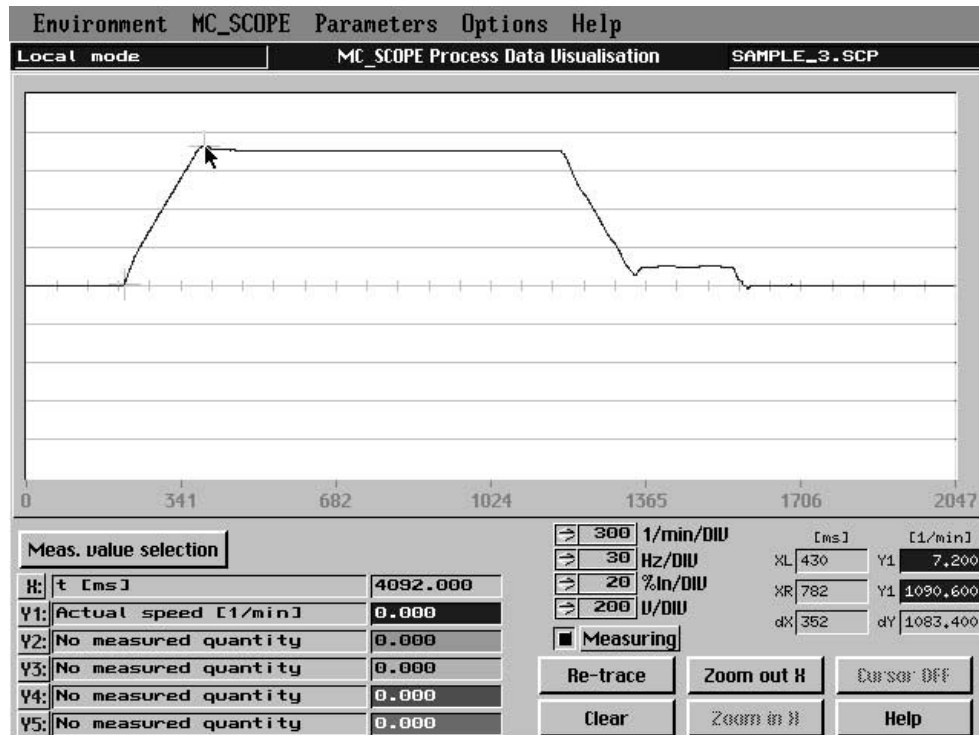 Environment MC_SCOPE Parameters Options Help
Local mode MC_SCOPE Process Data Visualisation SAMPLE_3.SCP
0 341 682 1024 1365 1706 2047
Meas. value selection
X: t [ms] 4092.000
Y1: Actual speed [1/min] 0.000
Y2: No measured quantity 0.000
Y3: No measured quantity 0.000
Y4: No measured quantity 0.000
Y5: No measured quantity 0.000
300 1/min/DIV
30 Hz/DIV
20 %In/DIV
200 V/DIV
Measuring
[ms] [1/min]
XL 430 Y1 7.200
XR 782 Y1 1090.600
dX 352 dY 1083.400
Re-trace Zoom out X Cursor OFF
Clear Zoom in X Help